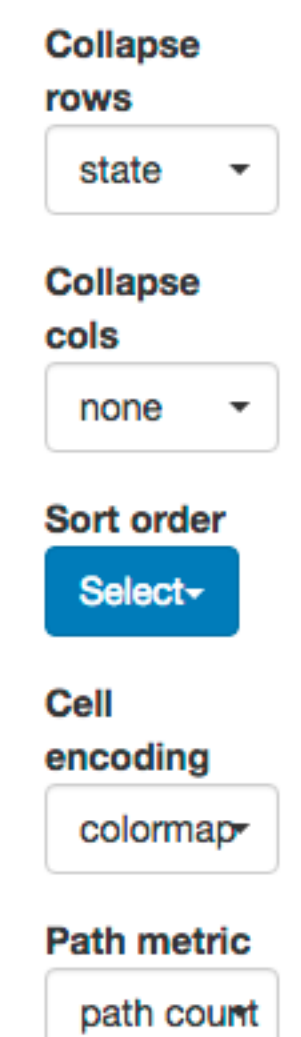 Collapse
rows
state
Collapse
cols
none
Sort order
Select
Cell
encoding
colormap
Path metric
path count